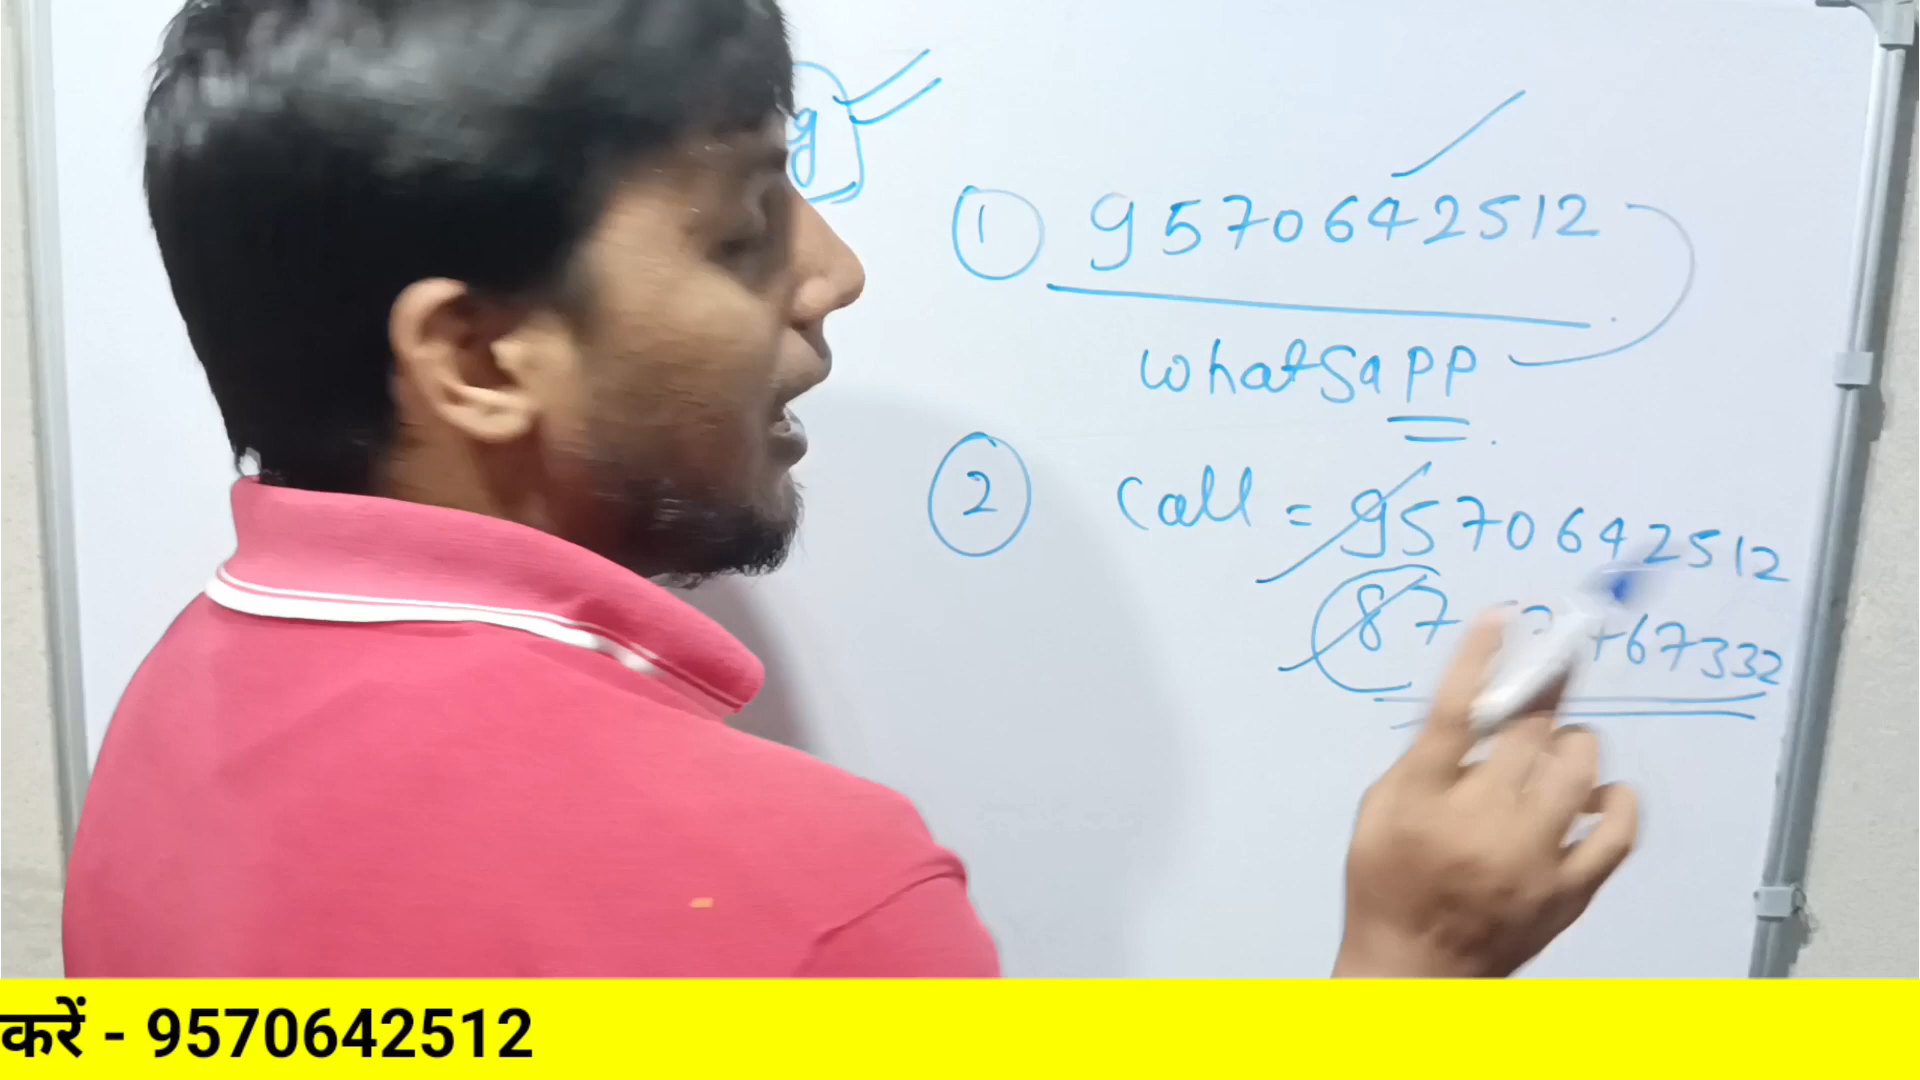 g
① 9570642512
whatsapp
② Call = 9570642512
67332
करें - 9570642512